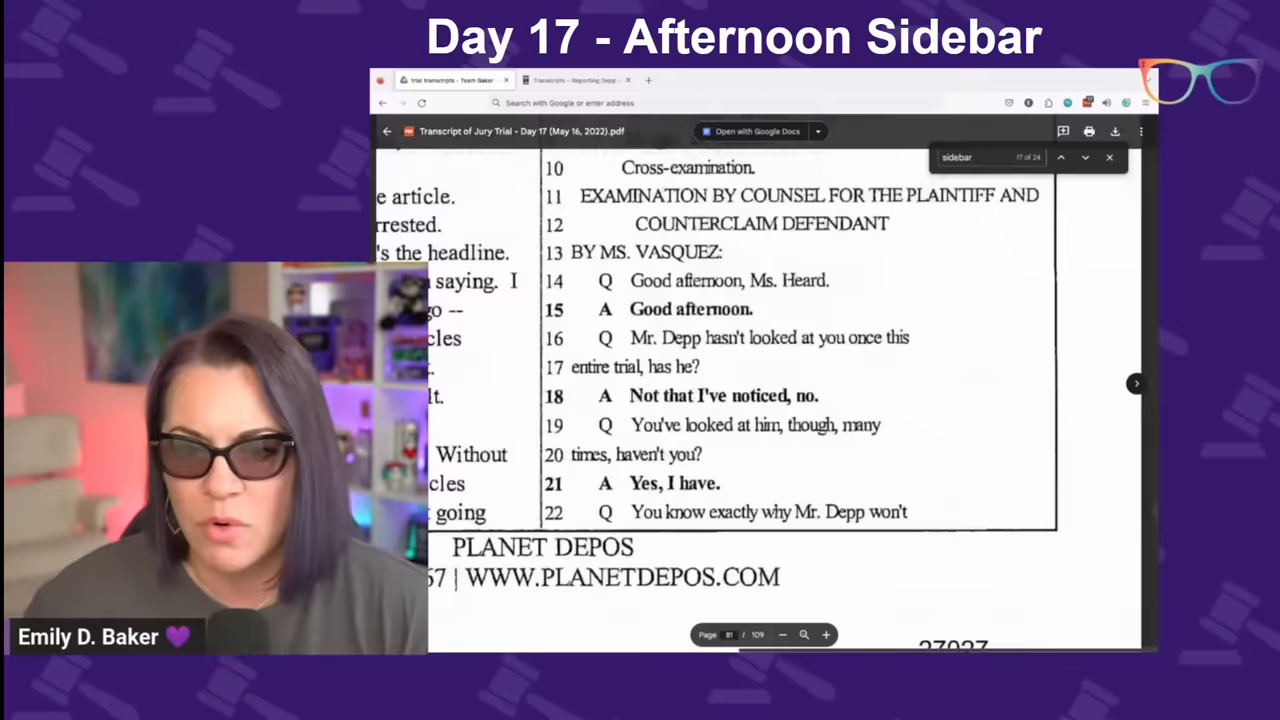 Day 17 - Afternoon Sidebar
trial transcripts - Team Baker
Transcripts - Reporting Depp
Search with Google or enter address
Transcript of Jury Trial - Day 17 (May 16, 2022).pdf
Open with Google Docs
sidebar 17 of 24
e article.
rrested.
's the headline.
saying. I
go --
cles
lt.
Without
cles
going
10 Cross-examination.
11 EXAMINATION BY COUNSEL FOR THE PLAINTIFF AND
12 COUNTERCLAIM DEFENDANT
13 BY MS. VASQUEZ:
14 Q Good afternoon, Ms. Heard.
15 A Good afternoon.
16 Q Mr. Depp hasn't looked at you once this
17 entire trial, has he?
18 A Not that I've noticed, no.
19 Q You've looked at him, though, many
20 times, haven't you?
21 A Yes, I have.
22 Q You know exactly why Mr. Depp won't
PLANET DEPOS
67 | WWW.PLANETDEPOS.COM
Page 81 / 109
27927
Emily D. Baker